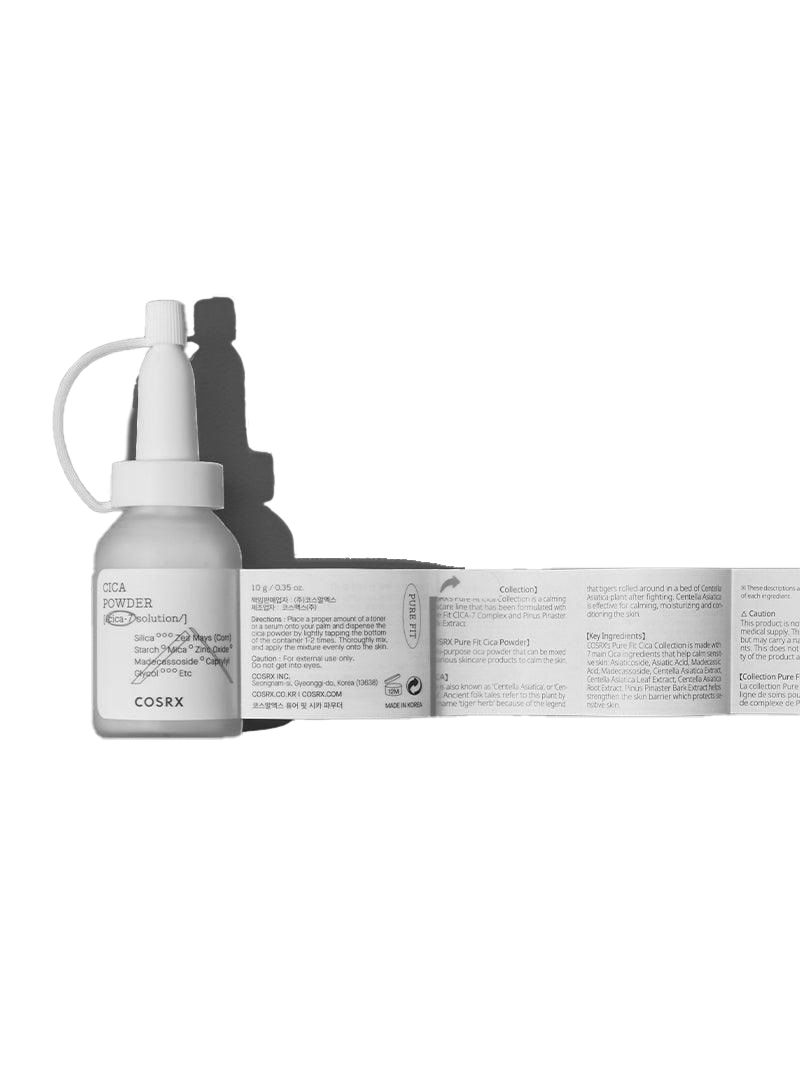 CICA
POWDER
[cica-7 solution/]
Silica °°° Zea Mays (Corn)
Starch ° Mica ° Zinc Oxide °
Madecassoside ° Caprylyl
Glycol °°° Etc
COSRX
10 g / 0.35 oz.
책임판매업자 : (주)코스알엑스
제조업자 : 코스맥스(주)
Directions : Place a proper amount of a toner
or a serum onto your palm and dispense the
cica powder by lightly tapping the bottom
of the container 1-2 times. Thoroughly mix,
and apply the mixture evenly onto the skin.
Caution : For external use only.
Do not get into eyes.
COSRX INC.
Seongnam-si, Gyeonggi-do, Korea (13638)
COSRX.CO.KR I COSRX.COM
코스알엑스 퓨어 핏 시카 파우더
PURE FIT
12M
MADE IN KOREA
Collection】
Pure Fit Cica Collection is a calming
care line that has been formulated with
Fit CICA-7 Complex and Pinus Pinaster
Extract.
Pure Fit Cica Powder】
-purpose cica powder that can be mixed
various skincare products to calm the skin.
is also known as 'Centella Asiatica', or 'Cen-
Ancient folk tales refer to this plant by
name 'tiger herb' because of the legend
that tigers rolled around in a bed of Centella
Asiatica plant after fighting. Centella Asiatica
is effective for calming, moisturizing and con-
ditioning the skin.
【Key Ingredients】
COSRX's Pure Fit Cica Collection is made with
7 main Cica ingredients that help calm sensit-
ve skin: Asiaticoside, Asiatic Acid, Madecassic
Acid, Madecassoside, Centella Asiatica Extract,
Centella Asiatica Leaf Extract, Centella Asiatica
Root Extract. Pinus Pinaster Bark Extract helps
strengthen the skin barrier which protects se-
nsitive skin.
※ These descriptions a
of each ingredient.
⚠ Caution
This product is no
medical supply. Th
but may carry a na
nts. This does not
ty of the product a
【Collection Pure F
La collection Pure
ligne de soins pou
de complexe de P